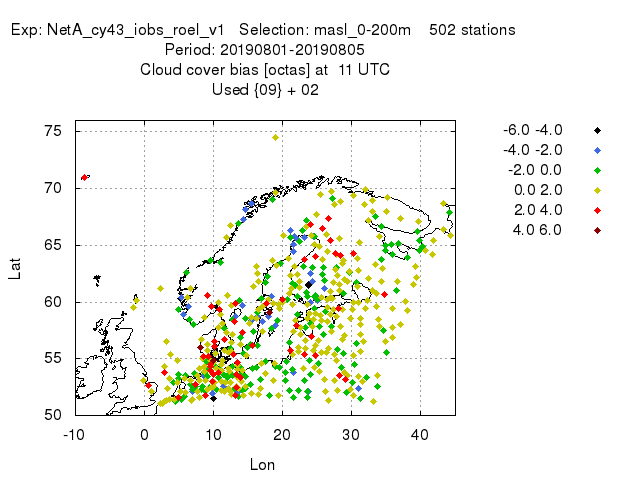 Exp: NetA_cy43_iobs_roel_v1   Selection: masl_0-200m    502 stations
Period: 20190801-20190805
Cloud cover bias [octas] at  11 UTC
Used {09} + 02
-6.0 -4.0
-4.0 -2.0
-2.0 0.0
0.0 2.0
2.0 4.0
4.0 6.0
75
70
65
60
55
50
Lat
-10 0 10 20 30 40
Lon